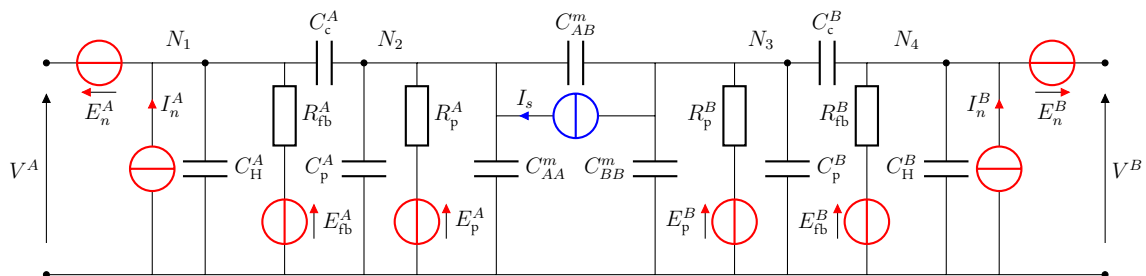 C_c^A
C_{AB}^m
C_c^B
N_1
N_2
N_3
N_4
E_n^A
I_n^A
R_{fb}^A
R_p^A
I_s
R_p^B
R_{fb}^B
I_n^B
E_n^B
V^A
C_H^A
C_p^A
C_{AA}^m
C_{BB}^m
C_p^B
C_H^B
V^B
E_{fb}^A
E_p^A
E_p^B
E_{fb}^B